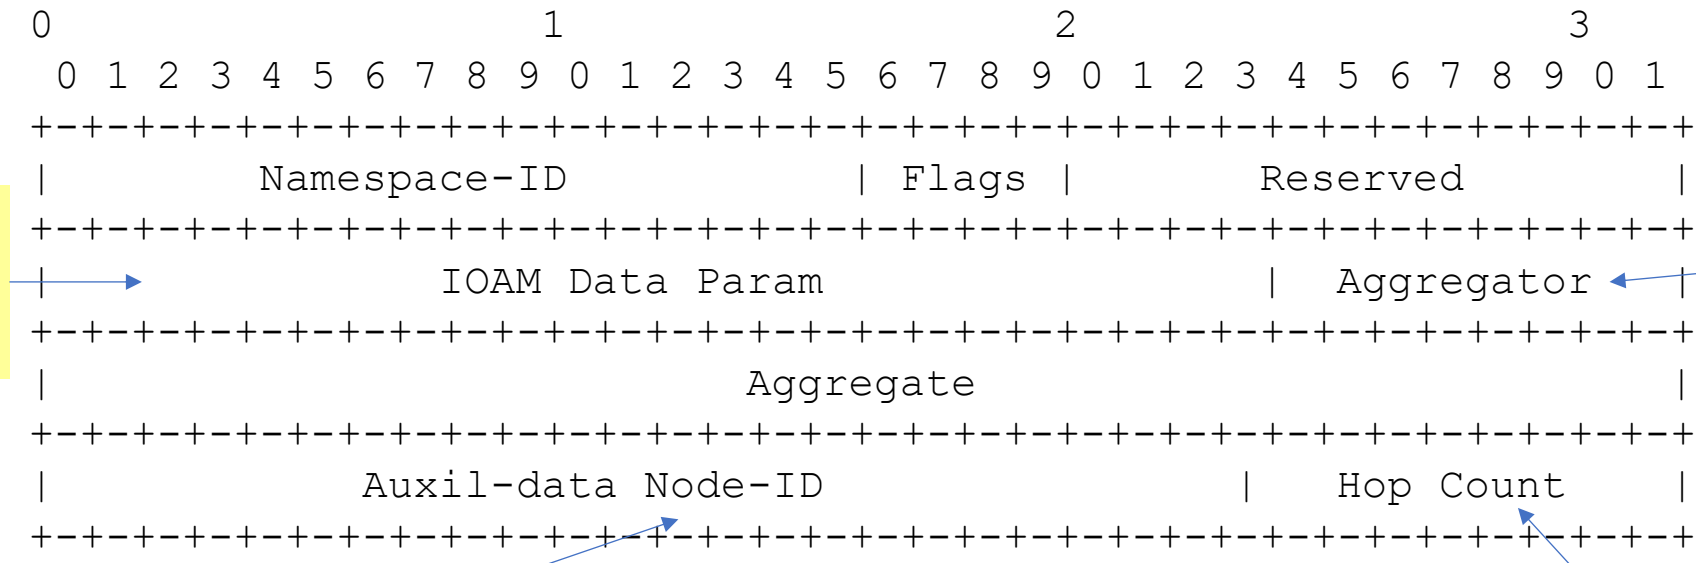 0                   1                   2                   3
 0 1 2 3 4 5 6 7 8 9 0 1 2 3 4 5 6 7 8 9 0 1 2 3 4 5 6 7 8 9 0 1
+-+-+-+-+-+-+-+-+-+-+-+-+-+-+-+-+-+-+-+-+-+-+-+-+-+-+-+-+-+-+-+-+
|        Namespace-ID           | Flags |       Reserved        |
+-+-+-+-+-+-+-+-+-+-+-+-+-+-+-+-+-+-+-+-+-+-+-+-+-+-+-+-+-+-+-+-+
|               IOAM Data Param                 |  Aggregator   |
+-+-+-+-+-+-+-+-+-+-+-+-+-+-+-+-+-+-+-+-+-+-+-+-+-+-+-+-+-+-+-+-+
|                           Aggregate                           |
+-+-+-+-+-+-+-+-+-+-+-+-+-+-+-+-+-+-+-+-+-+-+-+-+-+-+-+-+-+-+-+-+
|            Auxil-data Node-ID                |   Hop Count    |
+-+-+-+-+-+-+-+-+-+-+-+-+-+-+-+-+-+-+-+-+-+-+-+-+-+-+-+-+-+-+-+-+